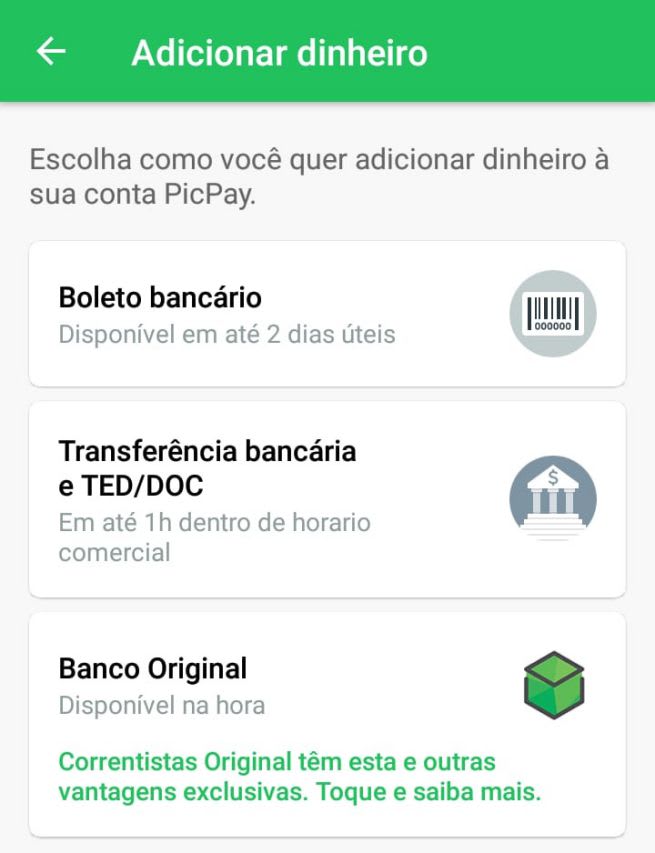 Adicionar dinheiro
Escolha como você quer adicionar dinheiro à
sua conta PicPay.
Boleto bancário
Disponível em até 2 dias úteis
000000
Transferência bancária
e TED/DOC
Em até 1h dentro de horario
comercial
$
Banco Original
Disponível na hora
Correntistas Original têm esta e outras
vantagens exclusivas. Toque e saiba mais.